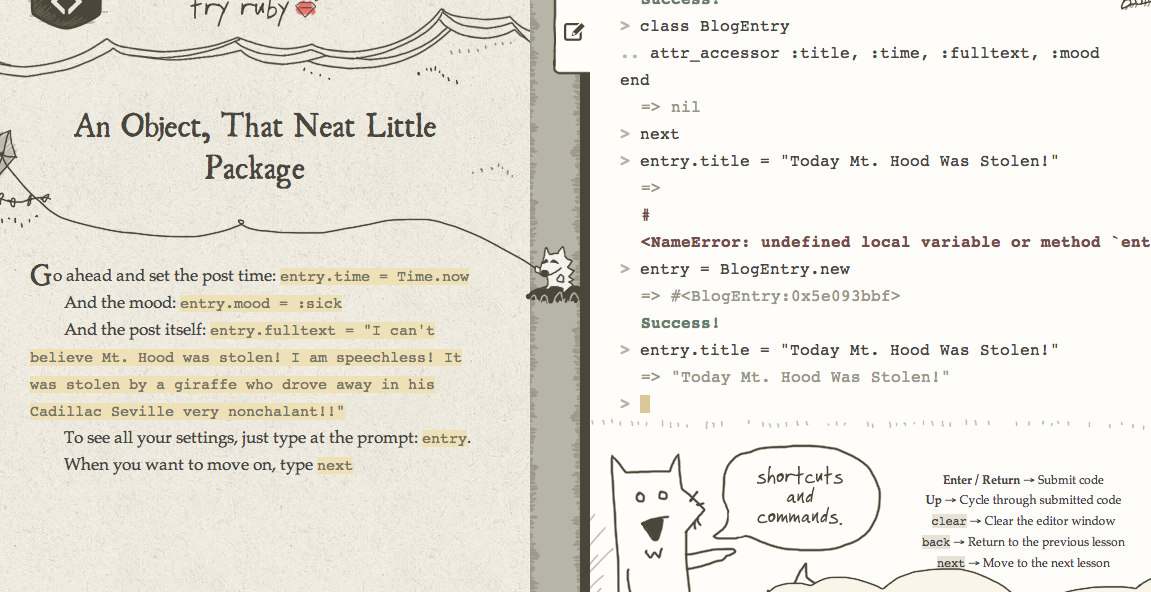 try ruby
An Object, That Neat Little
Package
Go ahead and set the post time: entry.time = Time.now
And the mood: entry.mood = :sick
And the post itself: entry.fulltext = "I can't
believe Mt. Hood was stolen! I am speechless! It
was stolen by a giraffe who drove away in his
Cadillac Seville very nonchalant!!"
To see all your settings, just type at the prompt: entry.
When you want to move on, type next
Success!
> class BlogEntry
.. attr_accessor :title, :time, :fulltext, :mood
end
=> nil
> next
> entry.title = "Today Mt. Hood Was Stolen!"
=>
#
<NameError: undefined local variable or method `ent
> entry = BlogEntry.new
=> #<BlogEntry:0x5e093bbf>
Success!
> entry.title = "Today Mt. Hood Was Stolen!"
=> "Today Mt. Hood Was Stolen!"
>
shortcuts
and
commands.
Enter / Return → Submit code
Up → Cycle through submitted code
clear → Clear the editor window
back → Return to the previous lesson
next → Move to the next lesson